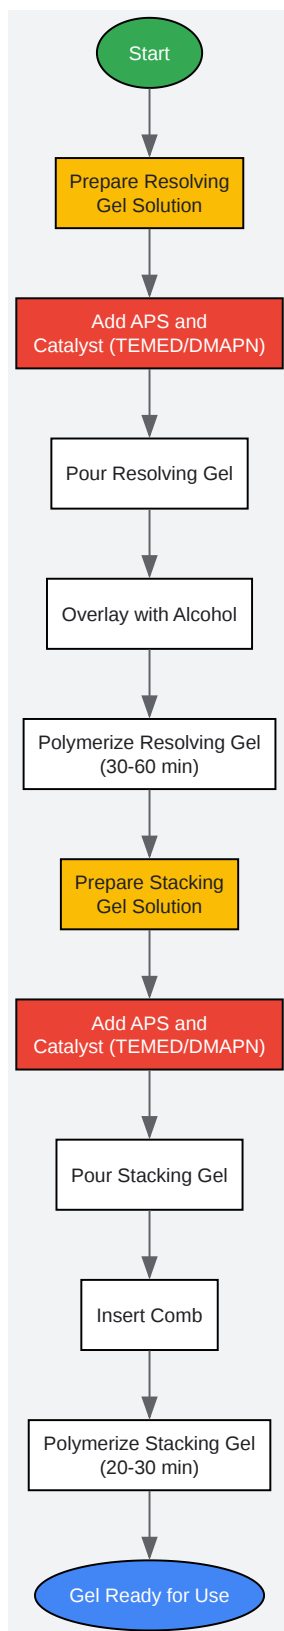 Start
Prepare Resolving
Gel Solution
Add APS and
Catalyst (TEMED/DMAPN)
Pour Resolving Gel
Overlay with Alcohol
Polymerize Resolving Gel
(30-60 min)
Prepare Stacking
Gel Solution
Add APS and
Catalyst (TEMED/DMAPN)
Pour Stacking Gel
Insert Comb
Polymerize Stacking Gel
(20-30 min)
Gel Ready for Use